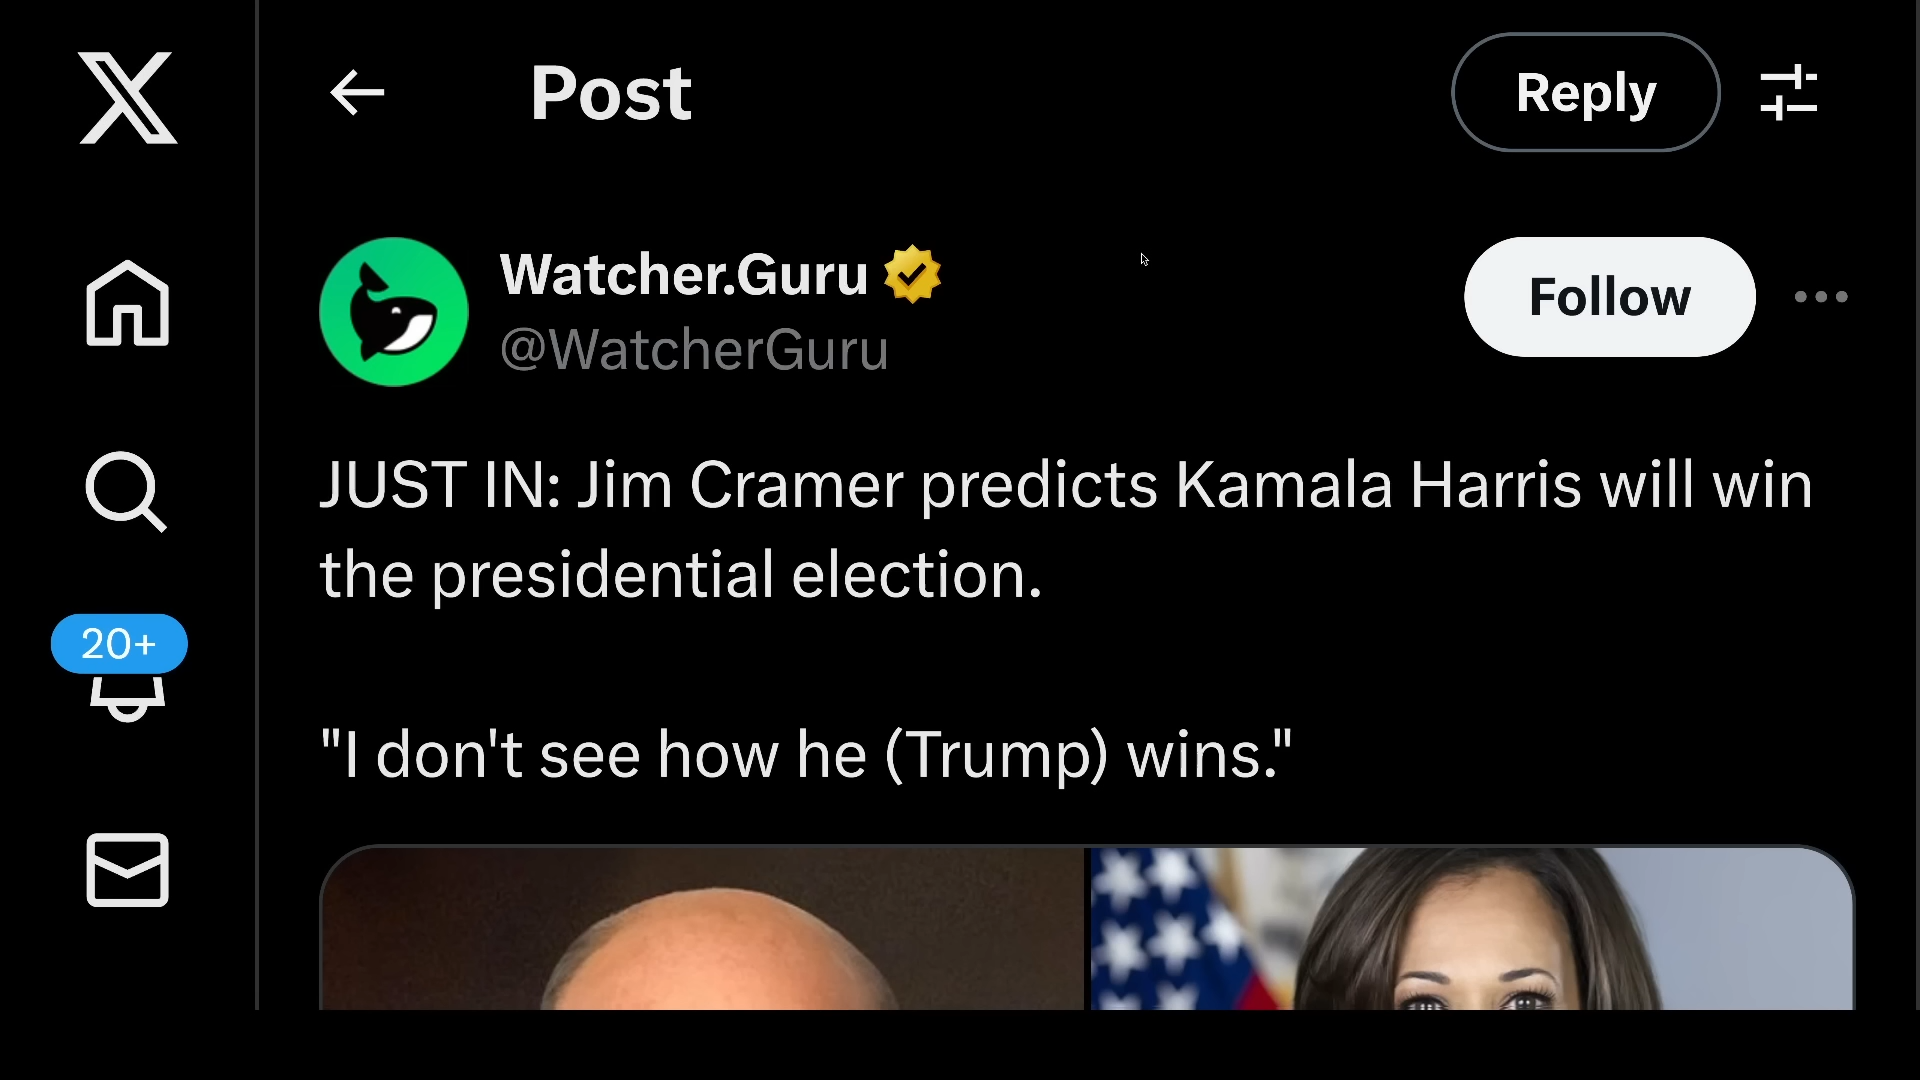 Post
Reply
Watcher.Guru
Follow
@WatcherGuru
JUST IN: Jim Cramer predicts Kamala Harris will win
the presidential election.
20+
"I don't see how he (Trump) wins."